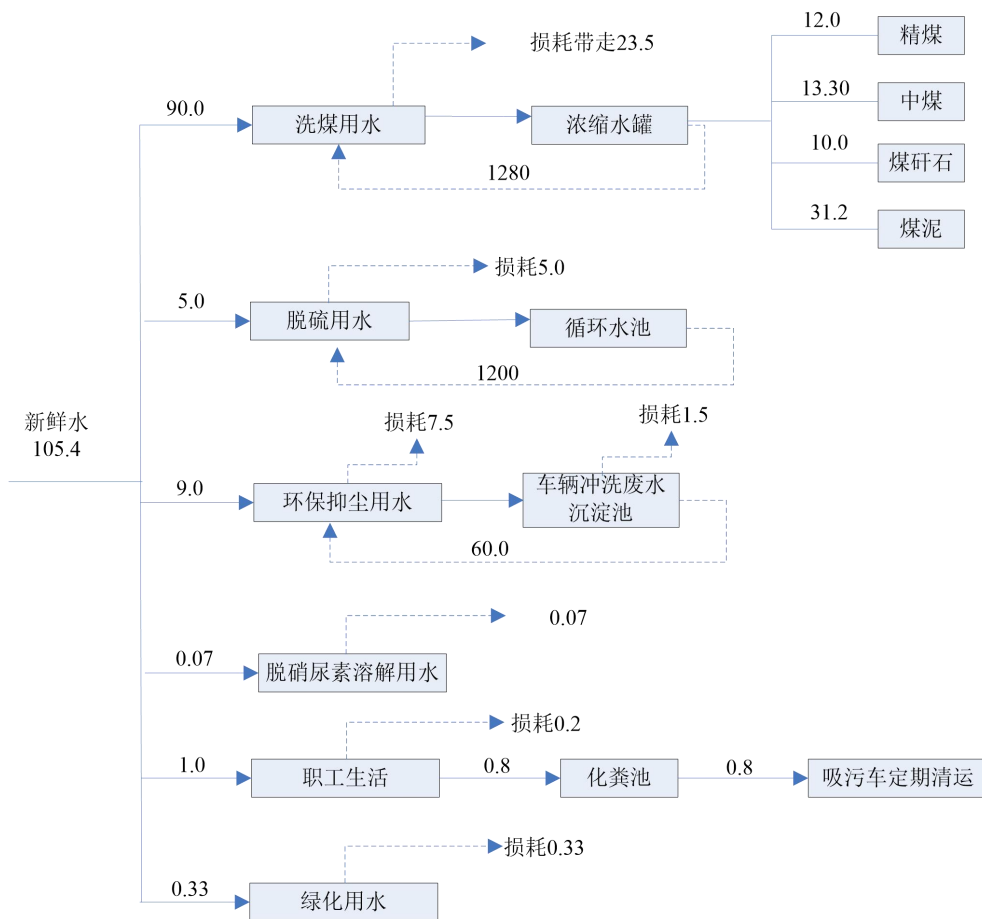 损耗带走23.5
12.0
精煤
90.0
洗煤用水
浓缩水罐
13.30
中煤
1280
10.0
煤矸石
31.2
煤泥
损耗5.0
5.0
脱硫用水
循环水池
1200
新鲜水
105.4
损耗7.5
损耗1.5
9.0
环保抑尘用水
车辆冲洗废水
沉淀池
60.0
0.07
0.07
脱硝尿素溶解用水
损耗0.2
1.0
职工生活
0.8
化粪池
0.8
吸污车定期清运
损耗0.33
0.33
绿化用水